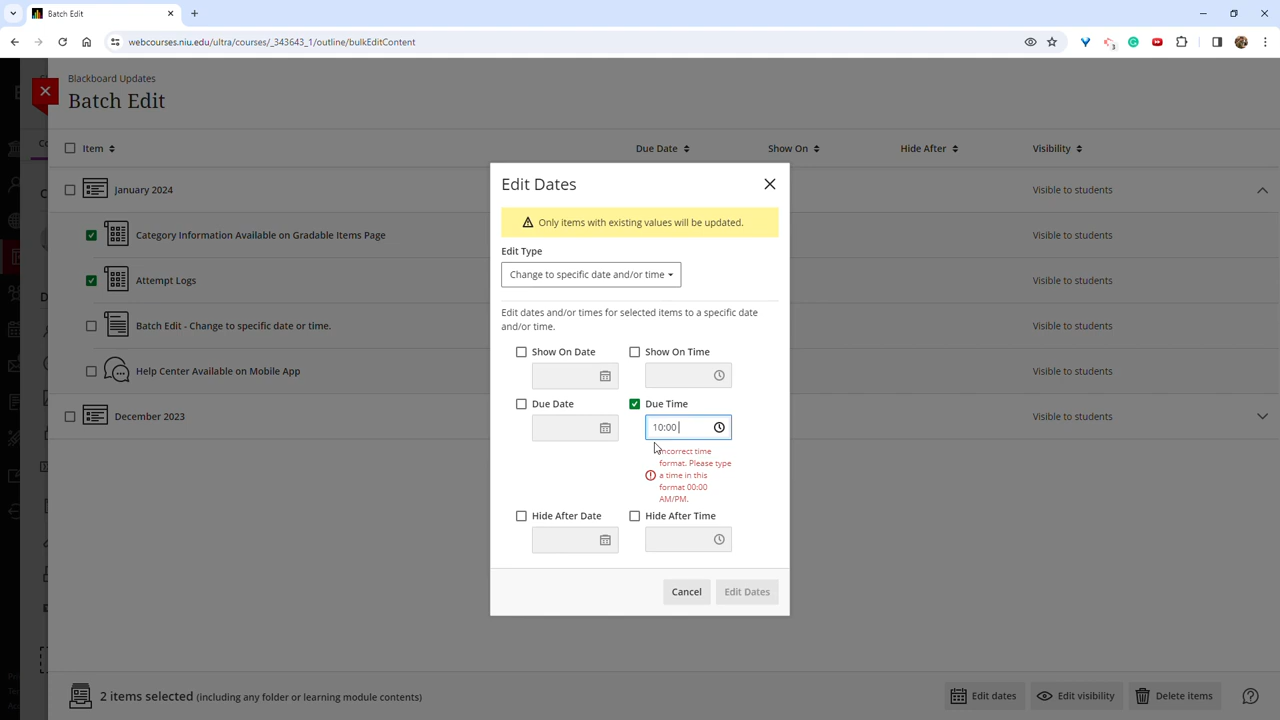 Batch Edit
webcourses.niu.edu/ultra/courses/_343643_1/outline/bulkEditContent
3
Blackboard Updates
Batch Edit
Item
Due Date
Show On
Hide After
Visibility
January 2024
Visible to students
Category Information Available on Gradable Items Page
Visible to students
Attempt Logs
Visible to students
Batch Edit - Change to specific date or time.
Visible to students
Help Center Available on Mobile App
Visible to students
December 2023
Visible to students
Edit Dates
Only items with existing values will be updated.
Edit Type
Change to specific date and/or time
Edit dates and/or times for selected items to a specific date
and/or time.
Show On Date
Show On Time
Due Date
Due Time
10:00
Incorrect time
format. Please type
a time in this
format 00:00
AM/PM.
Hide After Date
Hide After Time
Cancel
Edit Dates
2 items selected (including any folder or learning module contents)
Edit dates
Edit visibility
Delete items